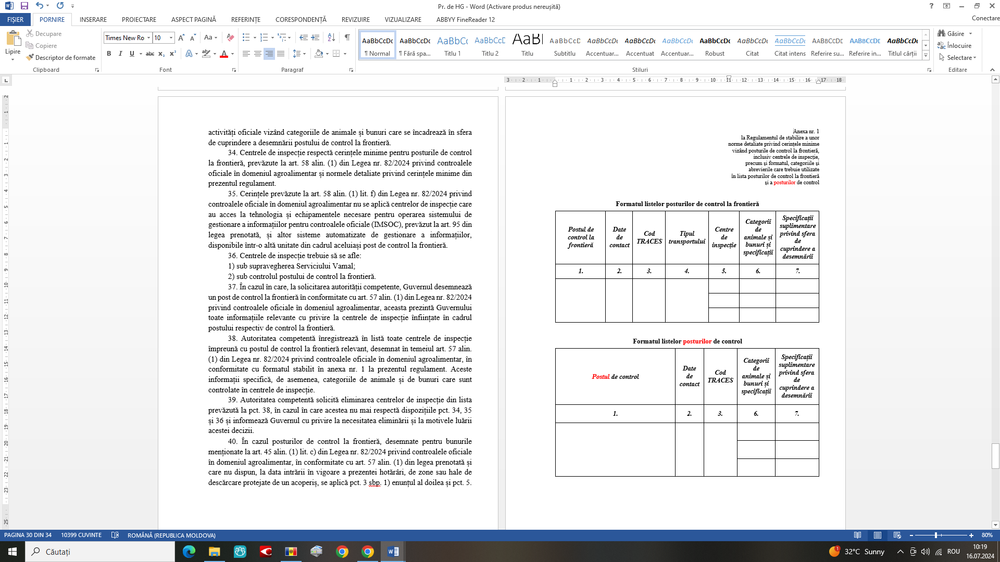 Pr. de HG - Word (Activare produs nereușită)
FIȘIER PORNIRE INSERARE PROIECTARE ASPECT PAGINĂ REFERINȚE CORESPONDENȚĂ REVIZUIRE VIZUALIZARE ABBYY FineReader 12
Conectare
Lipire
Decupare
Copiere
Descriptor de formate
Clipboard
Times New Ro 10
Font
Paragraf
AaBbCcDc ¶ Normal
AaBbCcDc ¶ Fără spa...
AaBbC Titlu 1
AaBbCcD Titlu 2
AaBl Titlu
AaBbCcD Subtitlu
AaBbCcDc Accentuar...
AaBbCcDc Accentuat
AaBbCcDc Accentuar...
AaBbCcDc Robust
AaBbCcDc Citat
AaBbCcDc Citat intens
AABBCCDE Referire su...
AABBCCDE Referire in...
AaBbCcDc Titlul cărții
Stiluri
Găsire
Înlocuire
Selectare
Editare
3 2 1 1 2 3 4 5 6 7 8 9 10 11 12 13 14 15 16 17 18
activități oficiale vizând categoriile de animale și bunuri care se încadrează în sfera
de cuprindere a desemnării postului de control la frontieră.
34. Centrele de inspecție respectă cerințele minime pentru posturile de control
la frontieră, prevăzute la art. 58 alin. (1) din Legea nr. 82/2024 privind controalele
oficiale în domeniul agroalimentar și normele detaliate privind cerințele minime din
prezentul regulament.
35. Cerințele prevăzute la art. 58 alin. (1) lit. f) din Legea nr. 82/2024 privind
controalele oficiale în domeniul agroalimentar nu se aplică centrelor de inspecție care
au acces la tehnologia și echipamentele necesare pentru operarea sistemului de
gestionare a informațiilor pentru controalele oficiale (IMSOC), prevăzut la art. 95 din
legea prenotată, și altor sisteme automatizate de gestionare a informațiilor,
disponibile într-o altă unitate din cadrul aceluiași post de control la frontieră.
36. Centrele de inspecție trebuie să se afle:
1) sub supravegherea Serviciului Vamal;
2) sub controlul postului de control la frontieră.
37. În cazul în care, la solicitarea autorității competente, Guvernul desemnează
un post de control la frontieră în conformitate cu art. 57 alin. (1) din Legea nr. 82/2024
privind controalele oficiale în domeniul agroalimentar, aceasta prezintă Guvernului
toate informațiile relevante cu privire la centrele de inspecție înființate în cadrul
postului respectiv de control la frontieră.
38. Autoritatea competentă înregistrează în listă toate centrele de inspecție
împreună cu postul de control la frontieră relevant, desemnat în temeiul art. 57 alin.
(1) din Legea nr. 82/2024 privind controalele oficiale în domeniul agroalimentar, în
conformitate cu formatul stabilit în anexa nr. 1 la prezentul regulament. Aceste
informații specifică, de asemenea, categoriile de animale și de bunuri care sunt
controlate în centrele de inspecție.
39. Autoritatea competentă solicită eliminarea centrelor de inspecție din lista
prevăzută la pct. 38, în cazul în care acestea nu mai respectă dispozițiile pct. 34, 35
și 36 și informează Guvernul cu privire la necesitatea eliminării și la motivele luării
acestei decizii.
40. În cazul posturilor de control la frontieră, desemnate pentru bunurile
menționate la art. 45 alin. (1) lit. c) din Legea nr. 82/2024 privind controalele oficiale
în domeniul agroalimentar, în conformitate cu art. 57 alin. (1) din legea prenotată și
care nu dispun, la data intrării în vigoare a prezentei hotărâri, de zone sau hale de
descărcare protejate de un acoperiș, se aplică pct. 3 sbp. 1) enunțul al doilea și pct. 5.
Anexa nr. 1
la Regulamentul de stabilire a unor
norme detaliate privind cerințele minime
vizând posturile de control la frontieră,
inclusiv centrele de inspecție,
precum și formatul, categoriile și
abrevierile care trebuie utilizate
în lista posturilor de control la frontieră
și a posturilor de control
Formatul listelor posturilor de control la frontieră
Postul de control la frontieră
Date de contact
Cod TRACES
Tipul transportului
Centre de inspecție
Categorii de animale și bunuri și specificații
Specificații suplimentare privind sfera de cuprindere a desemnării
1. 2. 3. 4. 5. 6. 7.
Formatul listelor posturilor de control
Postul de control
Date de contact
Cod TRACES
Categorii de animale și bunuri și specificații
Specificații suplimentare privind sfera de cuprindere a desemnării
1. 2. 3. 6. 7.
PAGINA 30 DIN 34 10399 CUVINTE ROMÂNĂ (REPUBLICA MOLDOVA)
80%
Căutați
32°C Sunny
ROU
10:19
16.07.2024